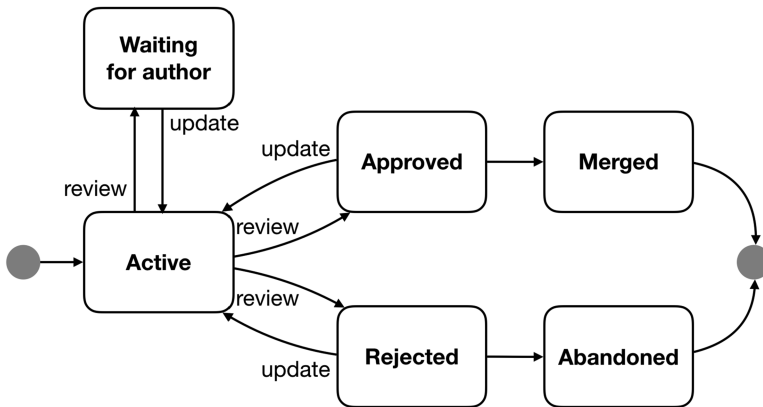 Waiting
for author
update
review
update
Approved
Merged
review
Active
review
Rejected
Abandoned
update